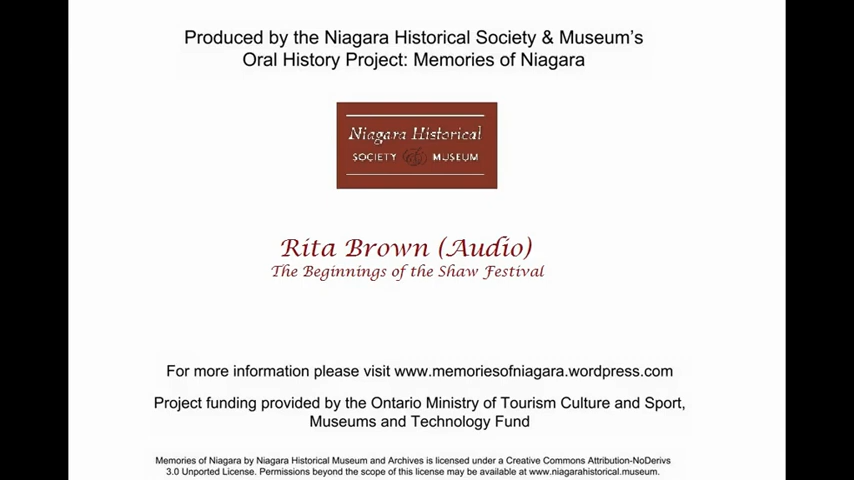 Produced by the Niagara Historical Society & Museum's
Oral History Project: Memories of Niagara
Niagara Historical
SOCIETY & MUSEUM
Rita Brown (Audio)
The Beginnings of the Shaw Festival
For more information please visit www.memoriesofniagara.wordpress.com
Project funding provided by the Ontario Ministry of Tourism Culture and Sport,
Museums and Technology Fund
Memories of Niagara by Niagara Historical Museum and Archives is licensed under a Creative Commons Attribution-NoDerivs
3.0 Unported License. Permissions beyond the scope of this license may be available at www.niagarahistorical.museum.